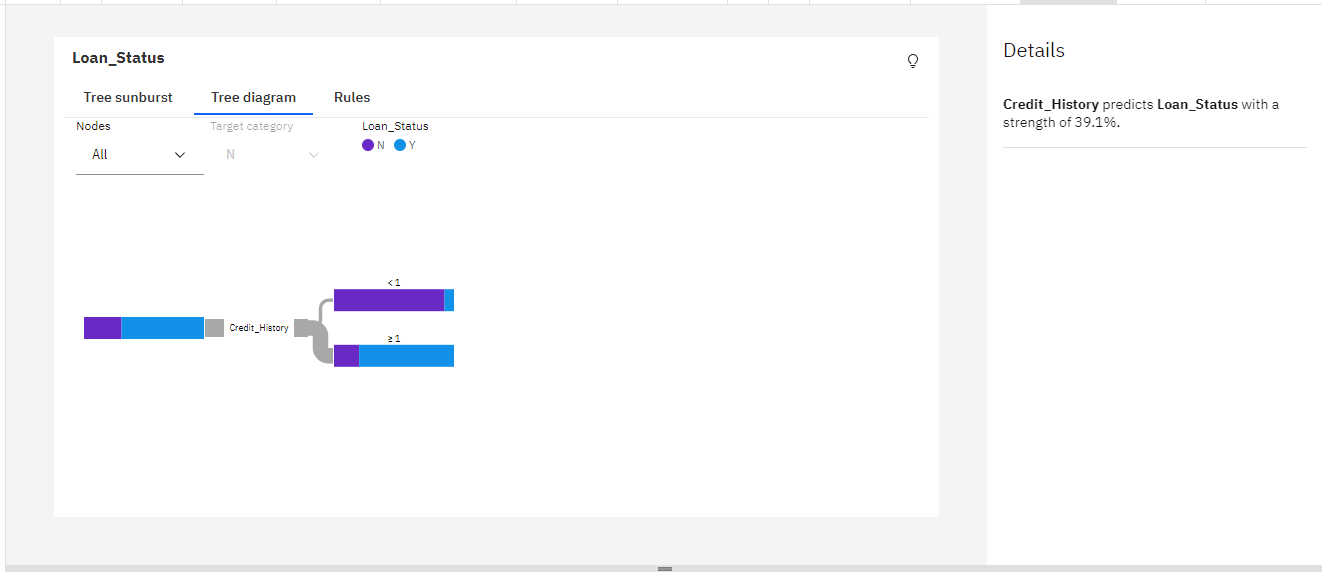 Loan_Status
Tree sunburst Tree diagram Rules
Nodes Target category Loan_Status
All N N Y
< 1
Credit_History
≥ 1
Details
Credit_History predicts Loan_Status with a
strength of 39.1%.